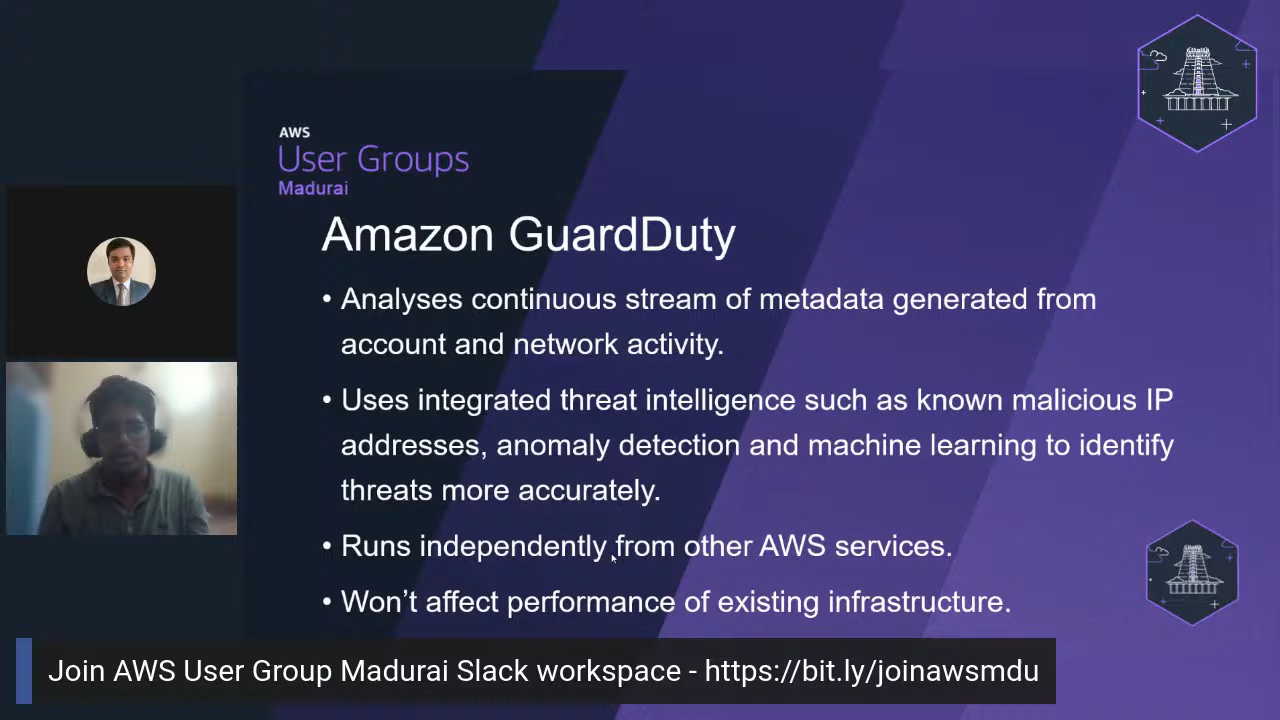 AWS
User Groups
Madurai
Amazon GuardDuty
• Analyses continuous stream of metadata generated from
account and network activity.
• Uses integrated threat intelligence such as known malicious IP
addresses, anomaly detection and machine learning to identify
threats more accurately.
• Runs independently from other AWS services.
• Won’t affect performance of existing infrastructure.
Join AWS User Group Madurai Slack workspace - https://bit.ly/joinawsmdu